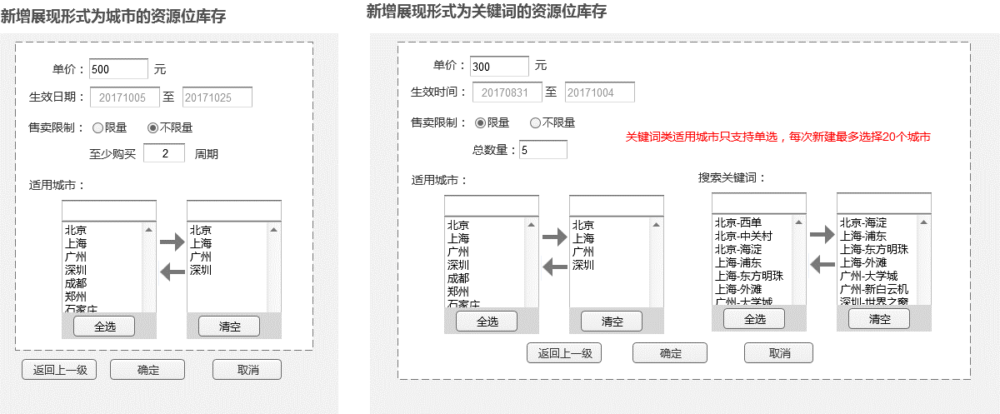 新增展现形式为城市的资源位库存
单价： 500 元
生效日期： 20171005 至 20171025
售卖限制： 限量 不限量
至少购买 2 周期
适用城市：
北京
上海
广州
深圳
成都
郑州
石家庄
全选
北京
上海
广州
深圳
清空
返回上一级 确定 取消
新增展现形式为关键词的资源位库存
单价： 300 元
生效时间： 20170831 至 20171004
售卖限制： 限量 不限量
关键词类适用城市只支持单选，每次新建最多选择20个城市
总数量： 5
适用城市：
北京
上海
广州
深圳
成都
郑州
石家庄
全选
北京
上海
广州
深圳
清空
搜索关键词：
北京-西单
北京-中关村
北京-海淀
上海-浦东
上海-东方明珠
上海-外滩
广州-大学城
全选
北京-海淀
上海-浦东
上海-东方明珠
上海-外滩
广州-大学城
广州-新白云机
深圳-世界之窗
清空
返回上一级 确定 取消